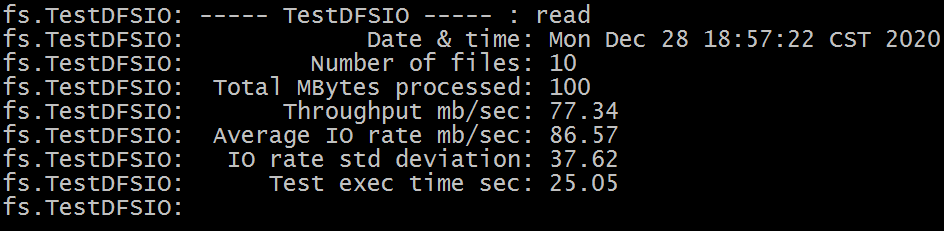 fs.TestDFSIO: ----- TestDFSIO ----- : read
fs.TestDFSIO:             Date & time: Mon Dec 28 18:57:22 CST 2020
fs.TestDFSIO:         Number of files: 10
fs.TestDFSIO:  Total MBytes processed: 100
fs.TestDFSIO:       Throughput mb/sec: 77.34
fs.TestDFSIO:  Average IO rate mb/sec: 86.57
fs.TestDFSIO:   IO rate std deviation: 37.62
fs.TestDFSIO:      Test exec time sec: 25.05
fs.TestDFSIO: